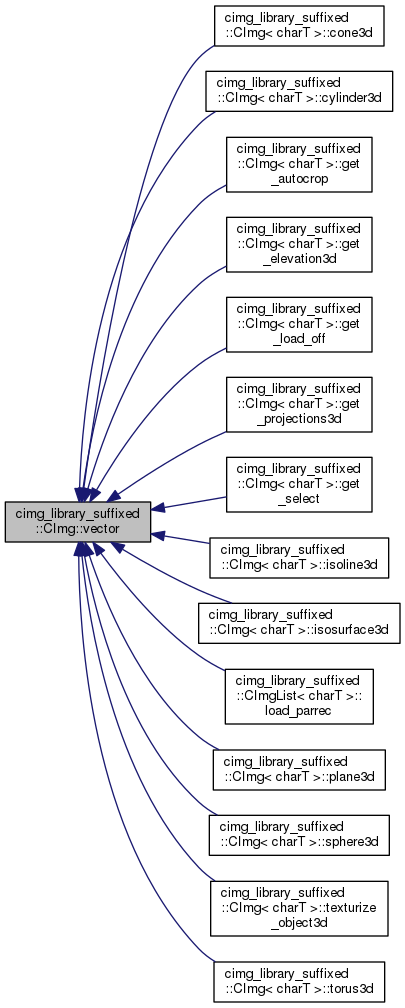 cimg_library_suffixed
::CImg< charT >::cone3d
cimg_library_suffixed
::CImg< charT >::cylinder3d
cimg_library_suffixed
::CImg< charT >::get
_autocrop
cimg_library_suffixed
::CImg< charT >::get
_elevation3d
cimg_library_suffixed
::CImg< charT >::get
_load_off
cimg_library_suffixed
::CImg< charT >::get
_projections3d
cimg_library_suffixed
::CImg< charT >::get
_select
cimg_library_suffixed
::CImg::vector
cimg_library_suffixed
::CImg< charT >::isoline3d
cimg_library_suffixed
::CImg< charT >::isosurface3d
cimg_library_suffixed
::CImgList< charT >::
load_parrec
cimg_library_suffixed
::CImg< charT >::plane3d
cimg_library_suffixed
::CImg< charT >::sphere3d
cimg_library_suffixed
::CImg< charT >::texturize
_object3d
cimg_library_suffixed
::CImg< charT >::torus3d